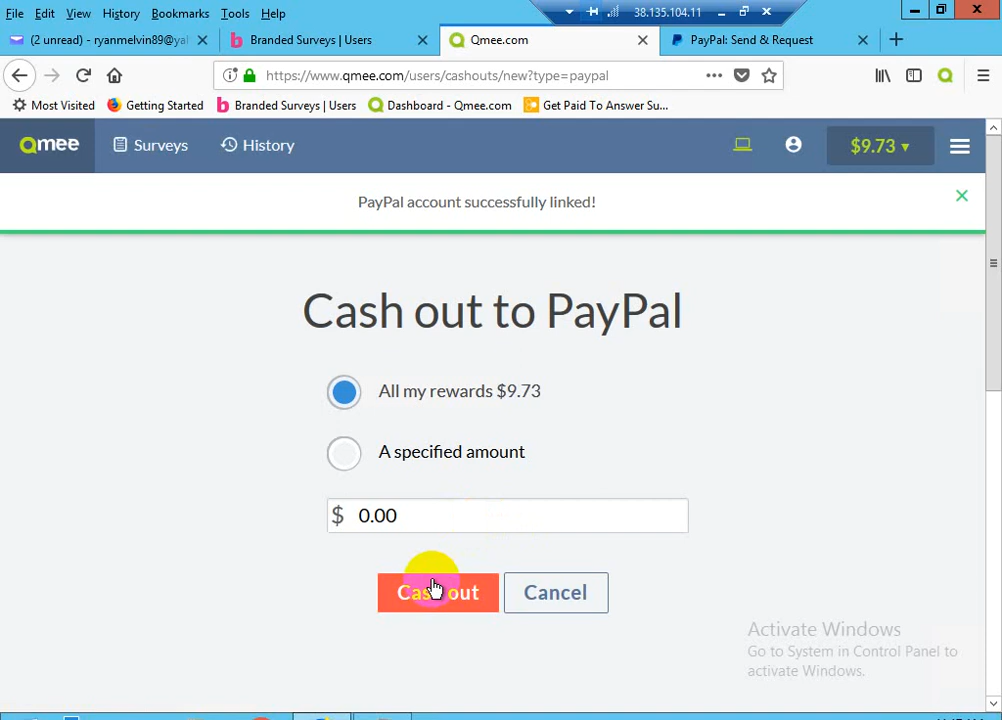 File Edit View History Bookmarks Tools Help
38.135.104.11
(2 unread) - ryanmelvin89@yal
Branded Surveys | Users
Qmee.com
PayPal: Send & Request
https://www.qmee.com/users/cashouts/new?type=paypal
Most Visited Getting Started Branded Surveys | Users Dashboard - Qmee.com Get Paid To Answer Su...
Qmee Surveys History $9.73
PayPal account successfully linked!
Cash out to PayPal
All my rewards $9.73
A specified amount
$ 0.00
Cash out Cancel
Activate Windows
Go to System in Control Panel to
activate Windows.